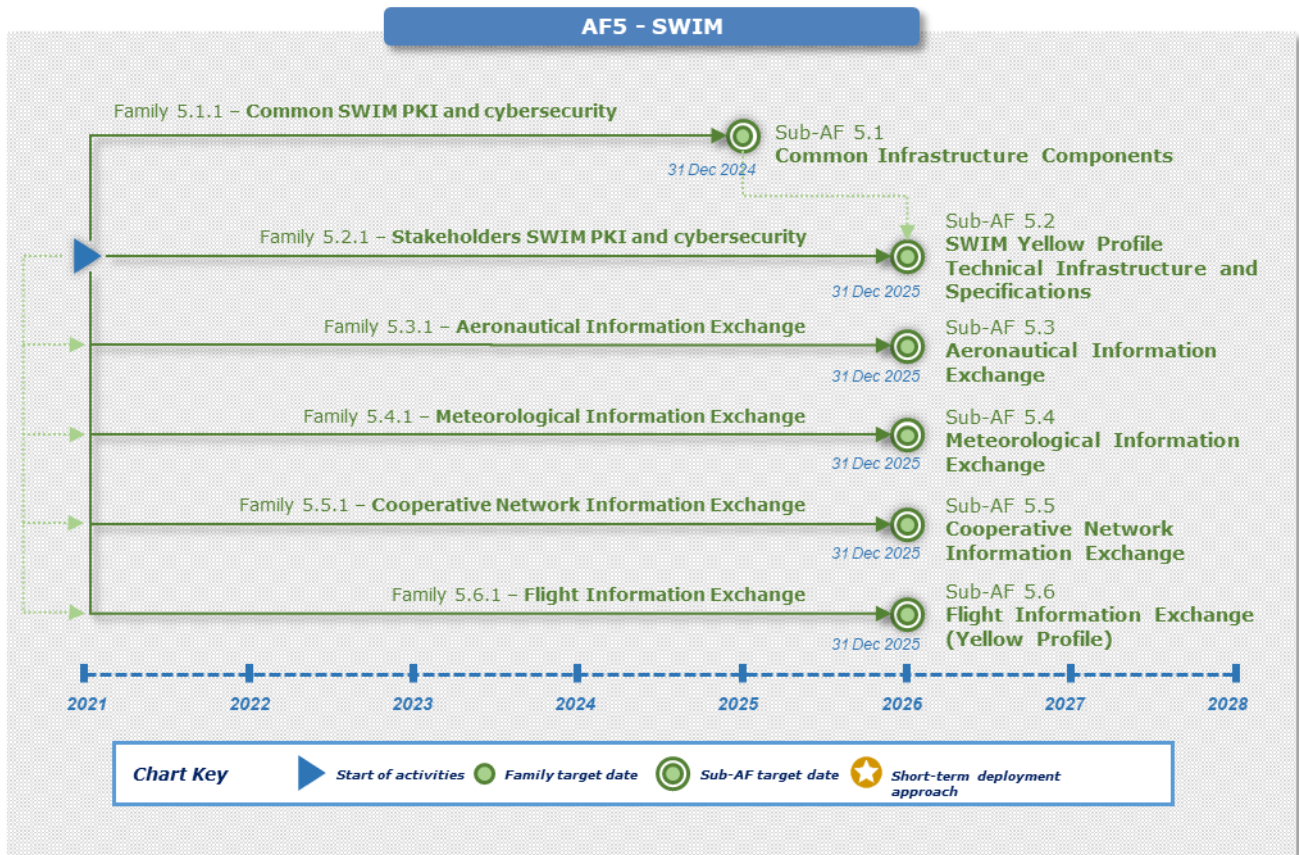 AF5 - SWIM
Family 5.1.1 – Common SWIM PKI and cybersecurity
Sub-AF 5.1
Common Infrastructure Components
31 Dec 2024
Family 5.2.1 – Stakeholders SWIM PKI and cybersecurity
Sub-AF 5.2
SWIM Yellow Profile
Technical Infrastructure and
Specifications
31 Dec 2025
Family 5.3.1 – Aeronautical Information Exchange
Sub-AF 5.3
Aeronautical Information
Exchange
31 Dec 2025
Family 5.4.1 – Meteorological Information Exchange
Sub-AF 5.4
Meteorological Information
Exchange
31 Dec 2025
Family 5.5.1 – Cooperative Network Information Exchange
Sub-AF 5.5
Cooperative Network
Information Exchange
31 Dec 2025
Family 5.6.1 – Flight Information Exchange
Sub-AF 5.6
Flight Information Exchange
(Yellow Profile)
31 Dec 2025
2021 2022 2023 2024 2025 2026 2027 2028
Chart Key
Start of activities
Family target date
Sub-AF target date
Short-term deployment
approach